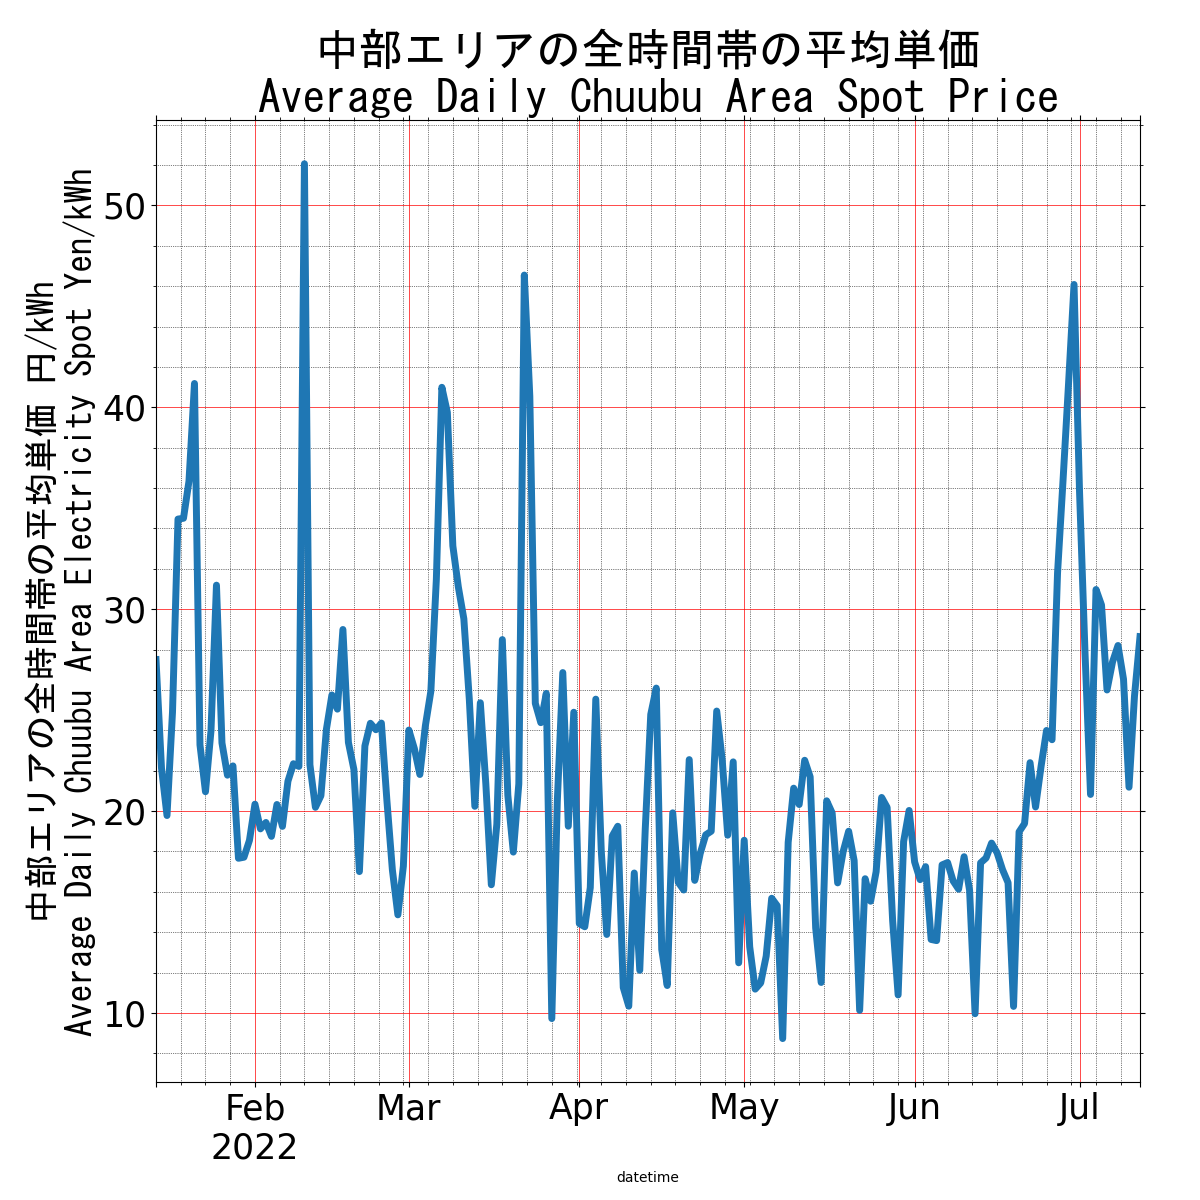 中部エリアの全時間帯の平均単価
Average Daily Chuubu Area Spot Price
中部エリアの全時間帯の平均単価 円/kWh
Average Daily Chuubu Area Electricity Spot Yen/kWh
50
40
30
20
10
Feb
2022
Mar
Apr
May
Jun
Jul
datetime